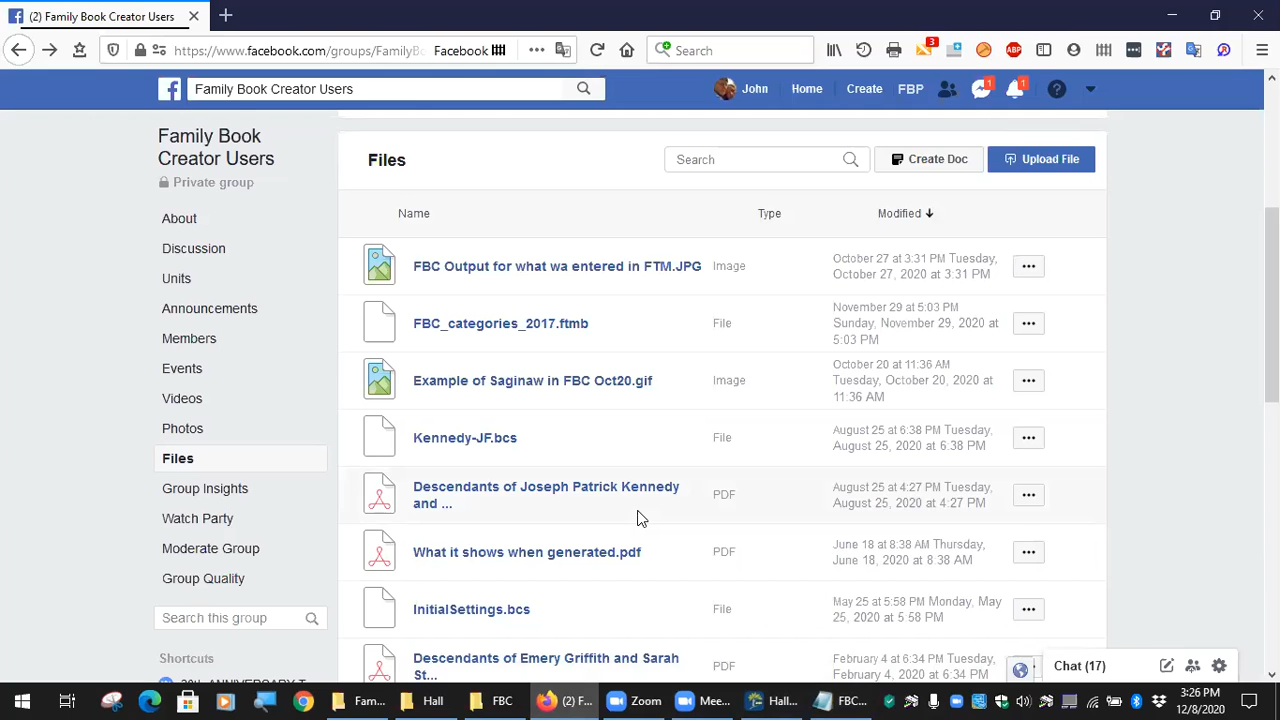 (2) Family Book Creator Users
https://www.facebook.com/groups/FamilyBo
Facebook
Search
3
ABP
Family Book Creator Users
John
Home
Create
FBP
1
1
Family Book
Creator Users
Private group
About
Discussion
Units
Announcements
Members
Events
Videos
Photos
Files
Group Insights
Watch Party
Moderate Group
Group Quality
Search this group
Shortcuts
Files
Search
Create Doc
Upload File
Name
Type
Modified
FBC Output for what wa entered in FTM.JPG
Image
October 27 at 3:31 PM Tuesday,
October 27, 2020 at 3:31 PM
FBC_categories_2017.ftmb
File
November 29 at 5:03 PM
Sunday, November 29, 2020 at
5:03 PM
Example of Saginaw in FBC Oct20.gif
Image
October 20 at 11:36 AM
Tuesday, October 20, 2020 at
11:36 AM
Kennedy-JF.bcs
File
August 25 at 6:38 PM Tuesday,
August 25, 2020 at 6:38 PM
Descendants of Joseph Patrick Kennedy
and ...
PDF
August 25 at 4:27 PM Tuesday,
August 25, 2020 at 4:27 PM
What it shows when generated.pdf
PDF
June 18 at 8:38 AM Thursday,
June 18, 2020 at 8:38 AM
InitialSettings.bcs
File
May 25 at 5:58 PM Monday, May
25, 2020 at 5:58 PM
Descendants of Emery Griffith and Sarah
St...
PDF
February 4 at 6:34 PM Tuesday,
February 4, 2020 at 6:34 PM
Chat (17)
Fam...
Hall
FBC
(2) F...
Zoom
Mee...
Hall...
FBC...
3:26 PM
12/8/2020